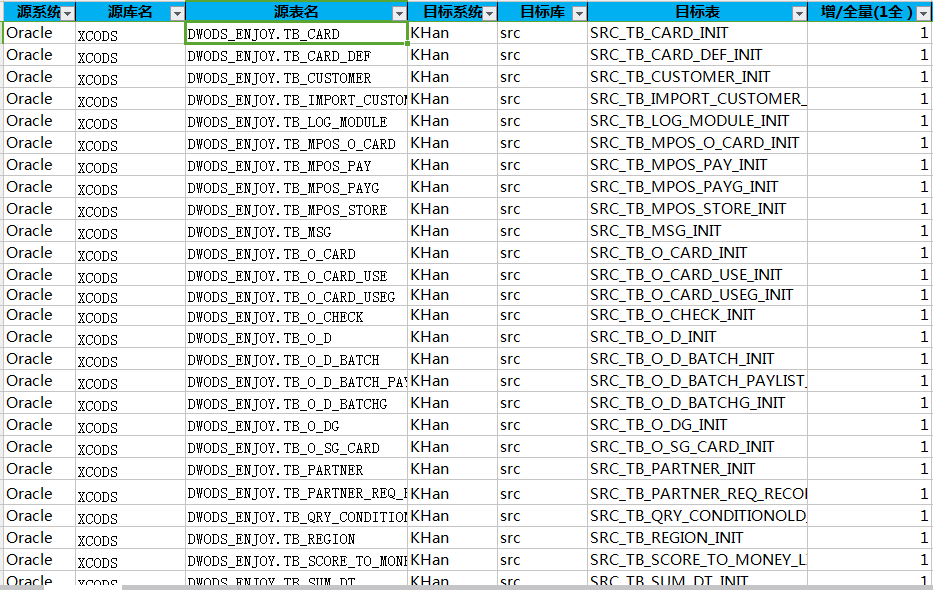 源系统 源库名 源表名 目标系统 目标库 目标表 增/全量(1全)
Oracle XCODS DWODS_ENJOY.TB_CARD KHan src SRC_TB_CARD_INIT 1
Oracle XCODS DWODS_ENJOY.TB_CARD_DEF KHan src SRC_TB_CARD_DEF_INIT 1
Oracle XCODS DWODS_ENJOY.TB_CUSTOMER KHan src SRC_TB_CUSTOMER_INIT 1
Oracle XCODS DWODS_ENJOY.TB_IMPORT_CUSTOM KHan src SRC_TB_IMPORT_CUSTOMER_ 1
Oracle XCODS DWODS_ENJOY.TB_LOG_MODULE KHan src SRC_TB_LOG_MODULE_INIT 1
Oracle XCODS DWODS_ENJOY.TB_MPOS_O_CARD KHan src SRC_TB_MPOS_O_CARD_INIT 1
Oracle XCODS DWODS_ENJOY.TB_MPOS_PAY KHan src SRC_TB_MPOS_PAY_INIT 1
Oracle XCODS DWODS_ENJOY.TB_MPOS_PAYG KHan src SRC_TB_MPOS_PAYG_INIT 1
Oracle XCODS DWODS_ENJOY.TB_MPOS_STORE KHan src SRC_TB_MPOS_STORE_INIT 1
Oracle XCODS DWODS_ENJOY.TB_MSG KHan src SRC_TB_MSG_INIT 1
Oracle XCODS DWODS_ENJOY.TB_O_CARD KHan src SRC_TB_O_CARD_INIT 1
Oracle XCODS DWODS_ENJOY.TB_O_CARD_USE KHan src SRC_TB_O_CARD_USE_INIT 1
Oracle XCODS DWODS_ENJOY.TB_O_CARD_USEG KHan src SRC_TB_O_CARD_USEG_INIT 1
Oracle XCODS DWODS_ENJOY.TB_O_CHECK KHan src SRC_TB_O_CHECK_INIT 1
Oracle XCODS DWODS_ENJOY.TB_O_D KHan src SRC_TB_O_D_INIT 1
Oracle XCODS DWODS_ENJOY.TB_O_D_BATCH KHan src SRC_TB_O_D_BATCH_INIT 1
Oracle XCODS DWODS_ENJOY.TB_O_D_BATCH_PAY KHan src SRC_TB_O_D_BATCH_PAYLIST_ 1
Oracle XCODS DWODS_ENJOY.TB_O_D_BATCHG KHan src SRC_TB_O_D_BATCHG_INIT 1
Oracle XCODS DWODS_ENJOY.TB_O_DG KHan src SRC_TB_O_DG_INIT 1
Oracle XCODS DWODS_ENJOY.TB_O_SG_CARD KHan src SRC_TB_O_SG_CARD_INIT 1
Oracle XCODS DWODS_ENJOY.TB_PARTNER KHan src SRC_TB_PARTNER_INIT 1
Oracle XCODS DWODS_ENJOY.TB_PARTNER_REQ_R KHan src SRC_TB_PARTNER_REQ_RECO 1
Oracle XCODS DWODS_ENJOY.TB_QRY_CONDITION KHan src SRC_TB_QRY_CONDITIONOLD_ 1
Oracle XCODS DWODS_ENJOY.TB_REGION KHan src SRC_TB_REGION_INIT 1
Oracle XCODS DWODS_ENJOY.TB_SCORE_TO_MONE KHan src SRC_TB_SCORE_TO_MONEY_L 1
Oracle XCODS DWODS_ENJOY.TB_SUM_DT KHan src SRC_TB_SUM_DT_INIT 1